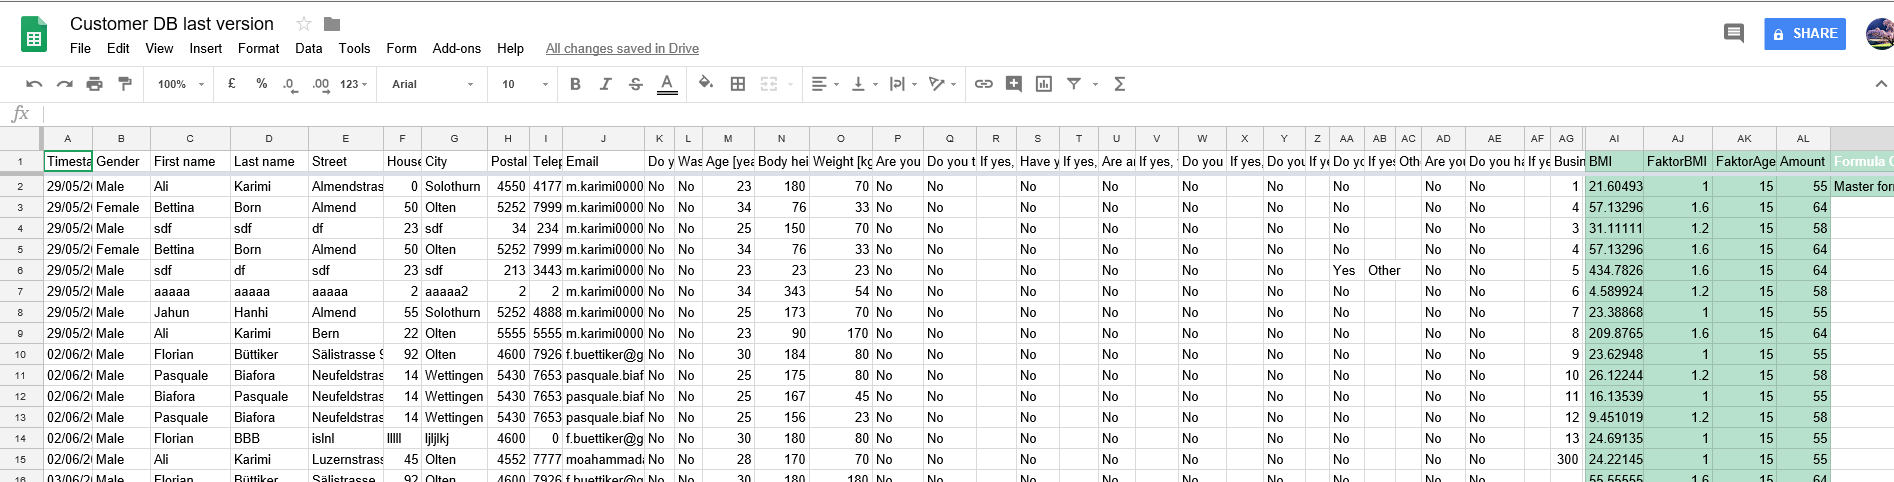 Customer DB last version
File Edit View Insert Format Data Tools Form Add-ons Help All changes saved in Drive
SHARE
100% £ % .0 .00 123 Arial 10 B I S A Σ
fx
A B C D E F G H I J K L M N O P Q R S T U V W X Y Z AA AB AC AD AE AF AG AI AJ AK AL
1 Timesta Gender First name Last name Street House City Postal Telep Email Do y Was Age [yea Body hei Weight [kg Are you Do you t If yes, Have y If yes, Are ar If yes, Do you If yes, Do you If ye Do yo If yes Othe Are you Do you ha If ye Busin BMI FaktorBMI FaktorAge Amount Formula
2 29/05/20 Male Ali Karimi Almendstras 0 Solothurn 4550 4177 m.karimi0000 No No 23 180 70 No No No No No No No No No 1 21.60493 1 15 55 Master for
3 29/05/20 Female Bettina Born Almend 50 Olten 5252 7999 m.karimi0000 No No 34 76 33 No No No No No No No No No 4 57.13296 1.6 15 64
4 29/05/20 Male sdf sdf df 23 sdf 34 234 m.karimi0000 No No 25 150 70 No No No No No No No No No 3 31.11111 1.2 15 58
5 29/05/20 Female Bettina Born Almend 50 Olten 5252 7999 m.karimi0000 No No 34 76 33 No No No No No No No No No 4 57.13296 1.6 15 64
6 29/05/20 Male sdf df sdf 23 sdf 213 3443 m.karimi0000 No No 23 23 23 No No No No No No Yes Other No No 5 434.7826 1.6 15 64
7 29/05/20 Male aaaaa aaaaa aaaaa 2 aaaaa2 2 2 m.karimi0000 No No 34 343 54 No No No No No No No No No 6 4.589924 1.2 15 58
8 29/05/20 Male Jahun Hanhi Almend 55 Solothurn 5252 4888 m.karimi0000 No No 25 173 70 No No No No No No No No No 7 23.38868 1 15 55
9 29/05/20 Male Ali Karimi Bern 22 Olten 5555 5555 m.karimi0000 No No 23 90 170 No No No No No No No No No 8 209.8765 1.6 15 64
10 02/06/20 Male Florian Büttiker Sälistrasse 9 92 Olten 4600 7926 f.buettiker@g No No 30 184 80 No No No No No No No No No 9 23.62948 1 15 55
11 02/06/20 Male Pasquale Biafora Neufeldstras 14 Wettingen 5430 7653 pasquale.biaf No No 25 175 80 No No No No No No No No No 10 26.12244 1.2 15 58
12 02/06/20 Male Biafora Pasquale Neufeldstras 14 Wettingen 5430 7653 pasquale.biaf No No 25 167 45 No No No No No No No No No 11 16.13539 1 15 55
13 02/06/20 Male Pasquale Biafora Neufeldstras 14 Wettingen 5430 7653 pasquale.biaf No No 25 156 23 No No No No No No No No No 12 9.451019 1.2 15 58
14 02/06/20 Male Florian BBB islnl lllll ljljlkj 4600 0 f.buettiker@g No No 30 180 80 No No No No No No No No No 13 24.69135 1 15 55
15 02/06/20 Male Ali Karimi Luzernstrass 45 Olten 4552 7777 moahammada No No 28 170 70 No No No No No No No No No 300 24.22145 1 15 55
16 03/06/20 Male Florian Büttiker Sälistrasse 92 Olten 4600 7926 f.buettiker@g No No 30 180 180 No No No No No No No No No 55.55555 1.6 15 64